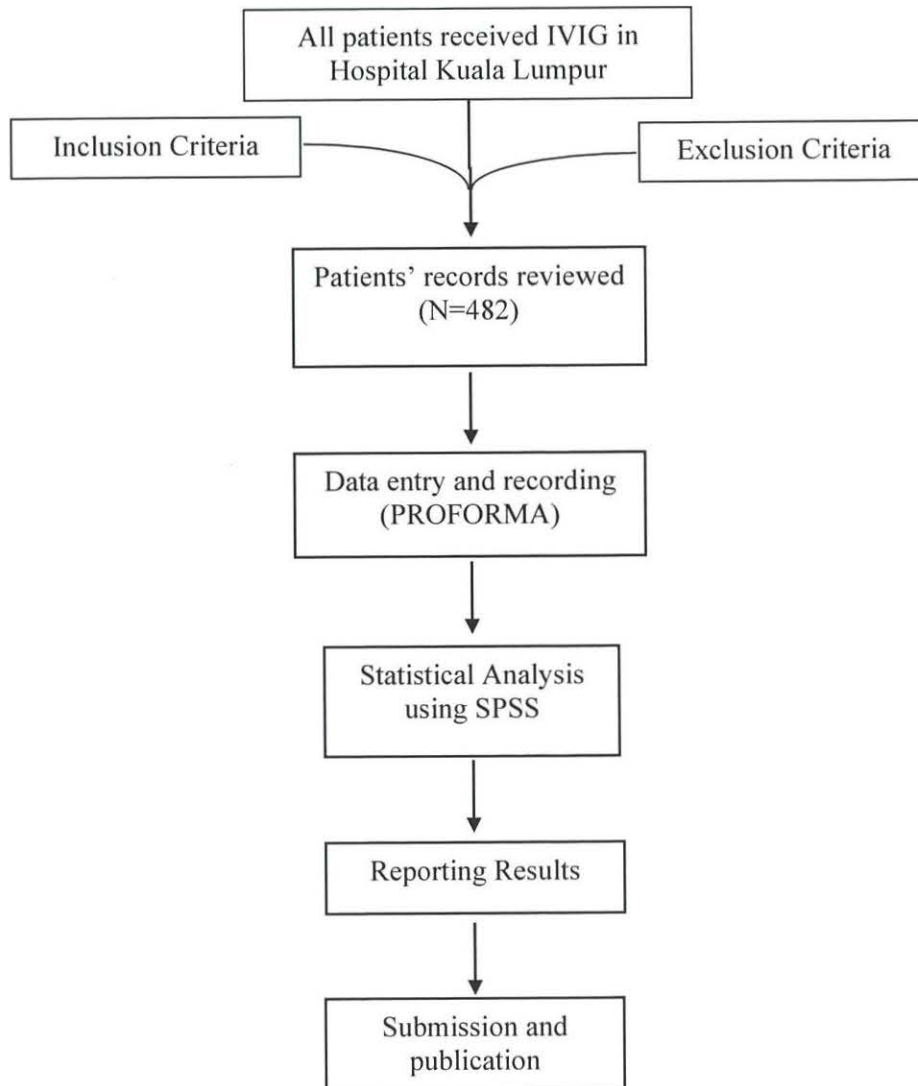 All patients received IVIG in
Hospital Kuala Lumpur
Inclusion Criteria
Exclusion Criteria
Patients’ records reviewed
(N=482)
Data entry and recording
(PROFORMA)
Statistical Analysis
using SPSS
Reporting Results
Submission and
publication